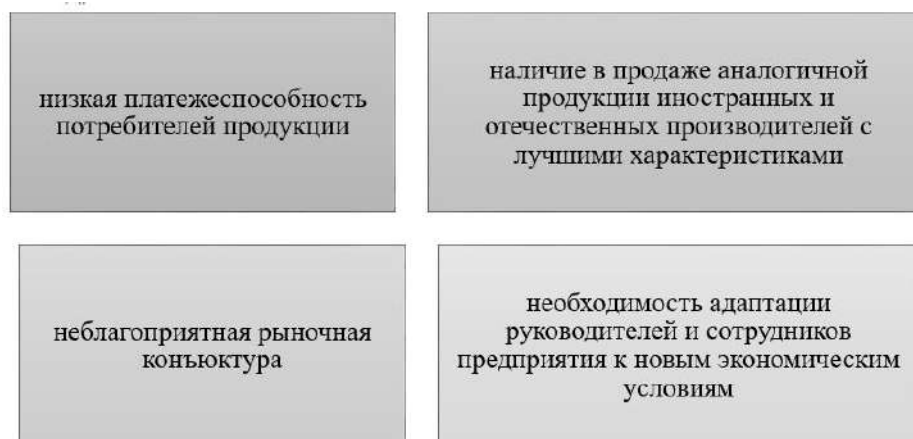 низкая платежеспособность
потребителей продукции
наличие в продаже аналогичной
продукции иностранных и
отечественных производителей с
лучшими характеристиками
неблагоприятная рыночная
конъюктура
необходимость адаптации
руководителей и сотрудников
предприятия к новым экономическим
условиям